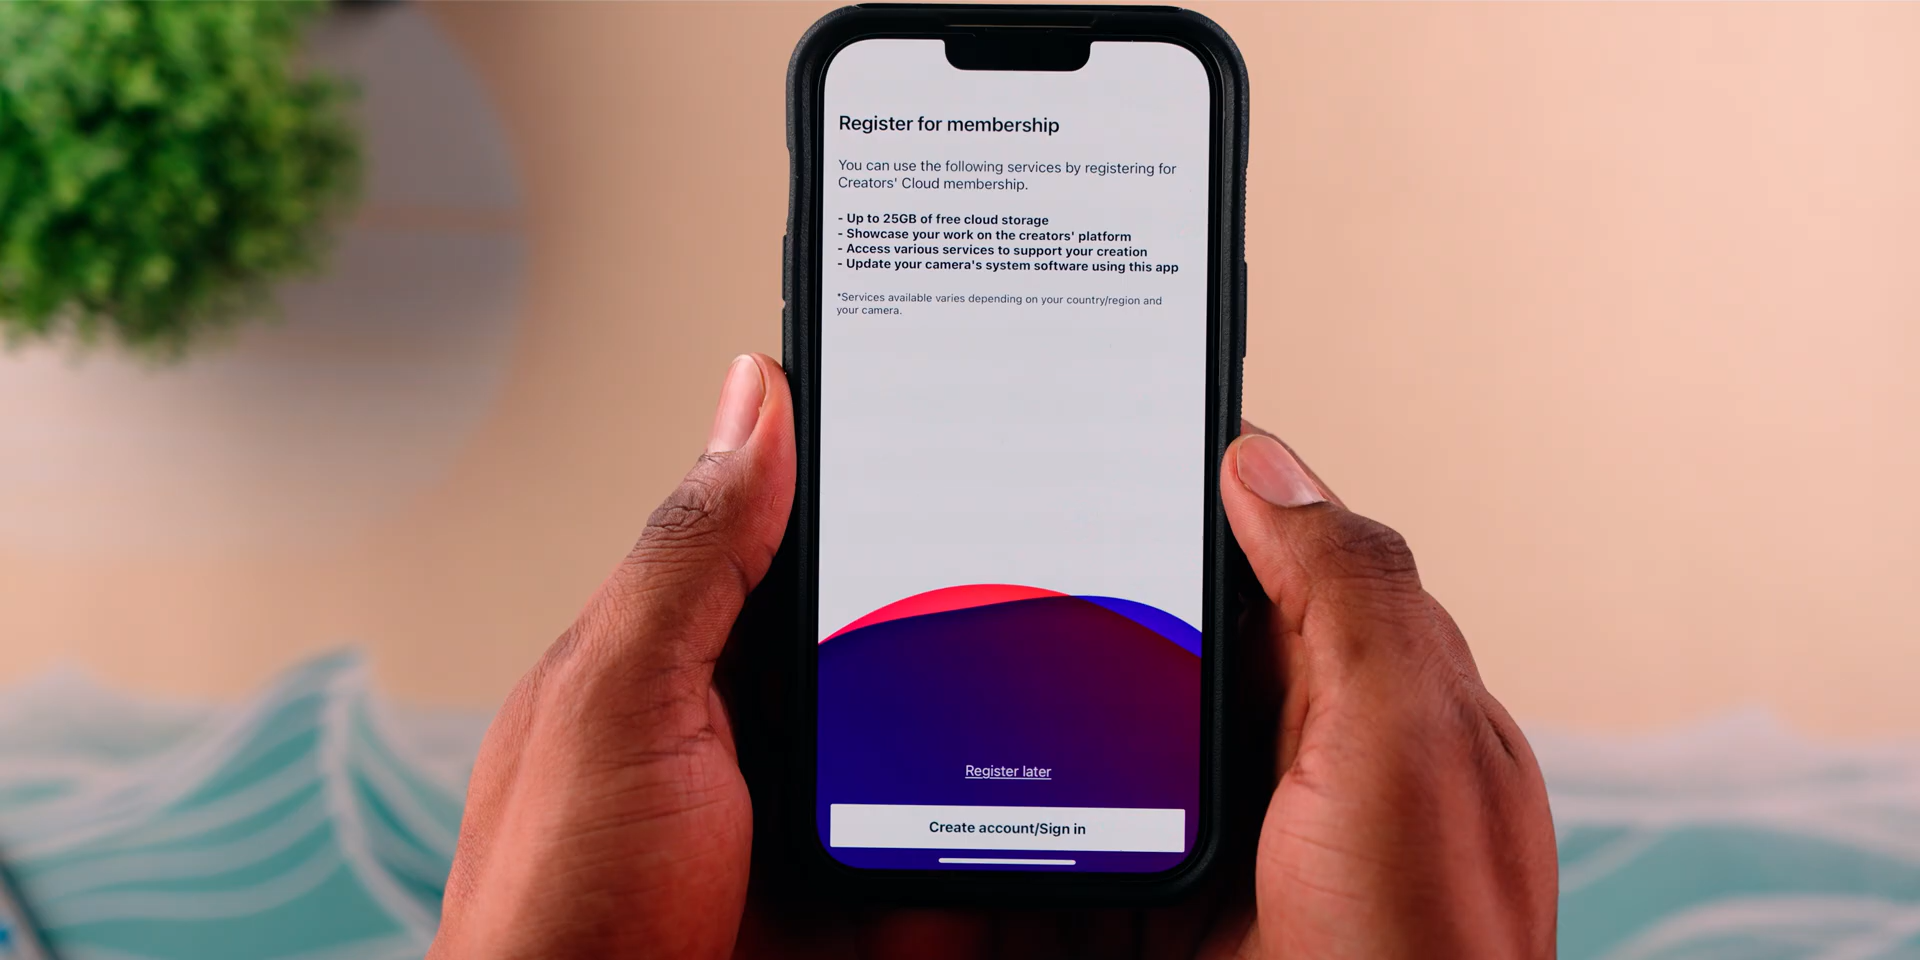 Register for membership
You can use the following services by registering for
Creators' Cloud membership.
- Up to 25GB of free cloud storage
- Showcase your work on the creators' platform
- Access various services to support your creation
- Update your camera's system software using this app
*Services available varies depending on your country/region and
your camera.
Register later
Create account/Sign in